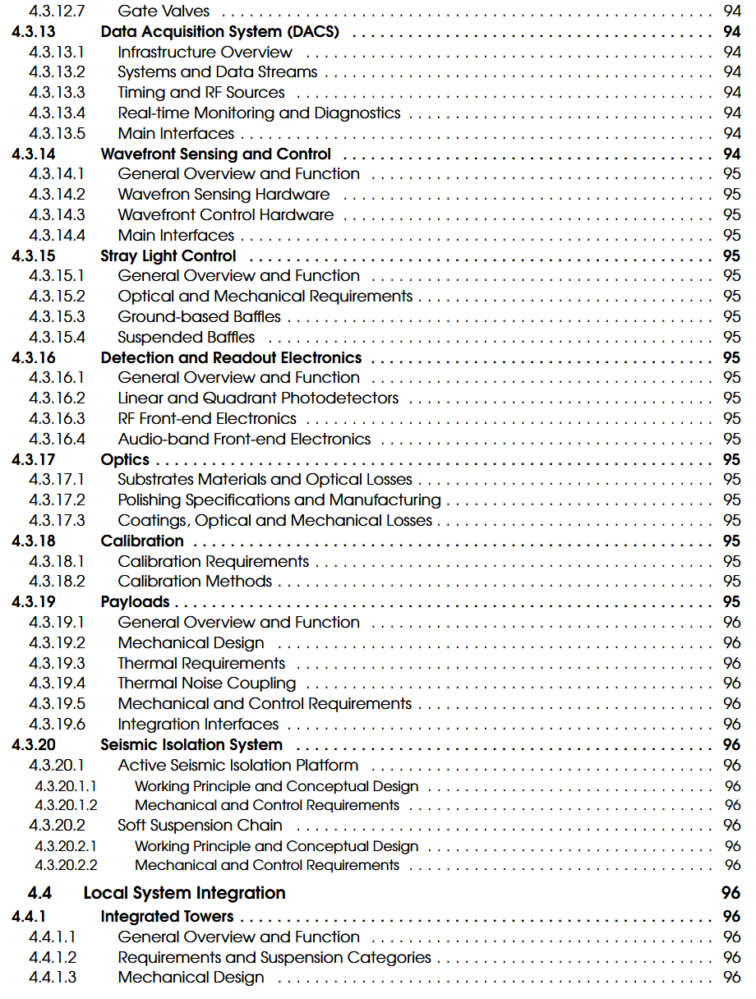 4.3.12.7 Gate Valves . . . . . . . . . . . . . . . . . . . . 94
4.3.13 Data Acquisition System (DACS) . . . . . . . . . . . . . . . . . . . . 94
4.3.13.1 Infrastructure Overview . . . . . . . . . . . . . . . . . . . . 94
4.3.13.2 Systems and Data Streams . . . . . . . . . . . . . . . . . . . . 94
4.3.13.3 Timing and RF Sources . . . . . . . . . . . . . . . . . . . . 94
4.3.13.4 Real-time Monitoring and Diagnostics . . . . . . . . . . . . . . . . . . . . 94
4.3.13.5 Main Interfaces . . . . . . . . . . . . . . . . . . . . 94
4.3.14 Wavefront Sensing and Control . . . . . . . . . . . . . . . . . . . . 94
4.3.14.1 General Overview and Function . . . . . . . . . . . . . . . . . . . . 95
4.3.14.2 Wavefron Sensing Hardware . . . . . . . . . . . . . . . . . . . . 95
4.3.14.3 Wavefront Control Hardware . . . . . . . . . . . . . . . . . . . . 95
4.3.14.4 Main Interfaces . . . . . . . . . . . . . . . . . . . . 95
4.3.15 Stray Light Control . . . . . . . . . . . . . . . . . . . . 95
4.3.15.1 General Overview and Function . . . . . . . . . . . . . . . . . . . . 95
4.3.15.2 Optical and Mechanical Requirements . . . . . . . . . . . . . . . . . . . . 95
4.3.15.3 Ground-based Baffles . . . . . . . . . . . . . . . . . . . . 95
4.3.15.4 Suspended Baffles . . . . . . . . . . . . . . . . . . . . 95
4.3.16 Detection and Readout Electronics . . . . . . . . . . . . . . . . . . . . 95
4.3.16.1 General Overview and Function . . . . . . . . . . . . . . . . . . . . 95
4.3.16.2 Linear and Quadrant Photodetectors . . . . . . . . . . . . . . . . . . . . 95
4.3.16.3 RF Front-end Electronics . . . . . . . . . . . . . . . . . . . . 95
4.3.16.4 Audio-band Front-end Electronics . . . . . . . . . . . . . . . . . . . . 95
4.3.17 Optics . . . . . . . . . . . . . . . . . . . . 95
4.3.17.1 Substrates Materials and Optical Losses . . . . . . . . . . . . . . . . . . . . 95
4.3.17.2 Polishing Specifications and Manufacturing . . . . . . . . . . . . . . . . . . . . 95
4.3.17.3 Coatings, Optical and Mechanical Losses . . . . . . . . . . . . . . . . . . . . 95
4.3.18 Calibration . . . . . . . . . . . . . . . . . . . . 95
4.3.18.1 Calibration Requirements . . . . . . . . . . . . . . . . . . . . 95
4.3.18.2 Calibration Methods . . . . . . . . . . . . . . . . . . . . 95
4.3.19 Payloads . . . . . . . . . . . . . . . . . . . . 95
4.3.19.1 General Overview and Function . . . . . . . . . . . . . . . . . . . . 96
4.3.19.2 Mechanical Design . . . . . . . . . . . . . . . . . . . . 96
4.3.19.3 Thermal Requirements . . . . . . . . . . . . . . . . . . . . 96
4.3.19.4 Thermal Noise Coupling . . . . . . . . . . . . . . . . . . . . 96
4.3.19.5 Mechanical and Control Requirements . . . . . . . . . . . . . . . . . . . . 96
4.3.19.6 Integration Interfaces . . . . . . . . . . . . . . . . . . . . 96
4.3.20 Seismic Isolation System . . . . . . . . . . . . . . . . . . . . 96
4.3.20.1 Active Seismic Isolation Platform . . . . . . . . . . . . . . . . . . . . 96
4.3.20.1.1 Working Principle and Conceptual Design . . . . . . . . . . . . . . . . . . . . 96
4.3.20.1.2 Mechanical and Control Requirements . . . . . . . . . . . . . . . . . . . . 96
4.3.20.2 Soft Suspension Chain . . . . . . . . . . . . . . . . . . . . 96
4.3.20.2.1 Working Principle and Conceptual Design . . . . . . . . . . . . . . . . . . . . 96
4.3.20.2.2 Mechanical and Control Requirements . . . . . . . . . . . . . . . . . . . . 96
4.4 Local System Integration 96
4.4.1 Integrated Towers . . . . . . . . . . . . . . . . . . . . 96
4.4.1.1 General Overview and Function . . . . . . . . . . . . . . . . . . . . 96
4.4.1.2 Requirements and Suspension Categories . . . . . . . . . . . . . . . . . . . . 96
4.4.1.3 Mechanical Design . . . . . . . . . . . . . . . . . . . . 96